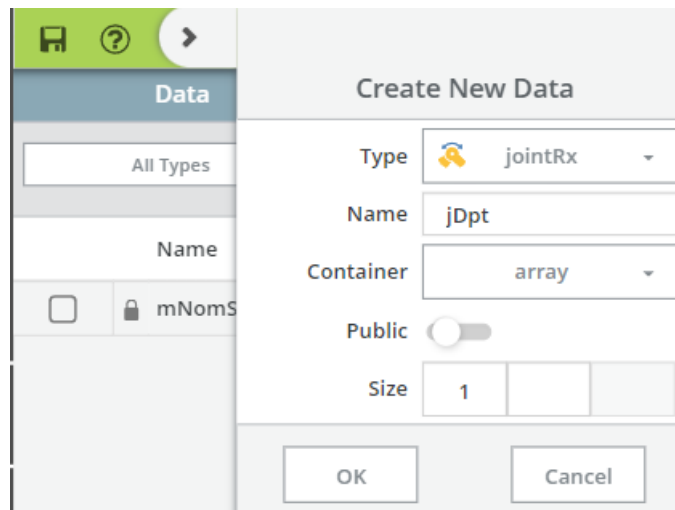 Data
All Types
Name
mNomS
Create New Data
Type jointRx
Name jDpt
Container array
Public
Size 1
OK Cancel